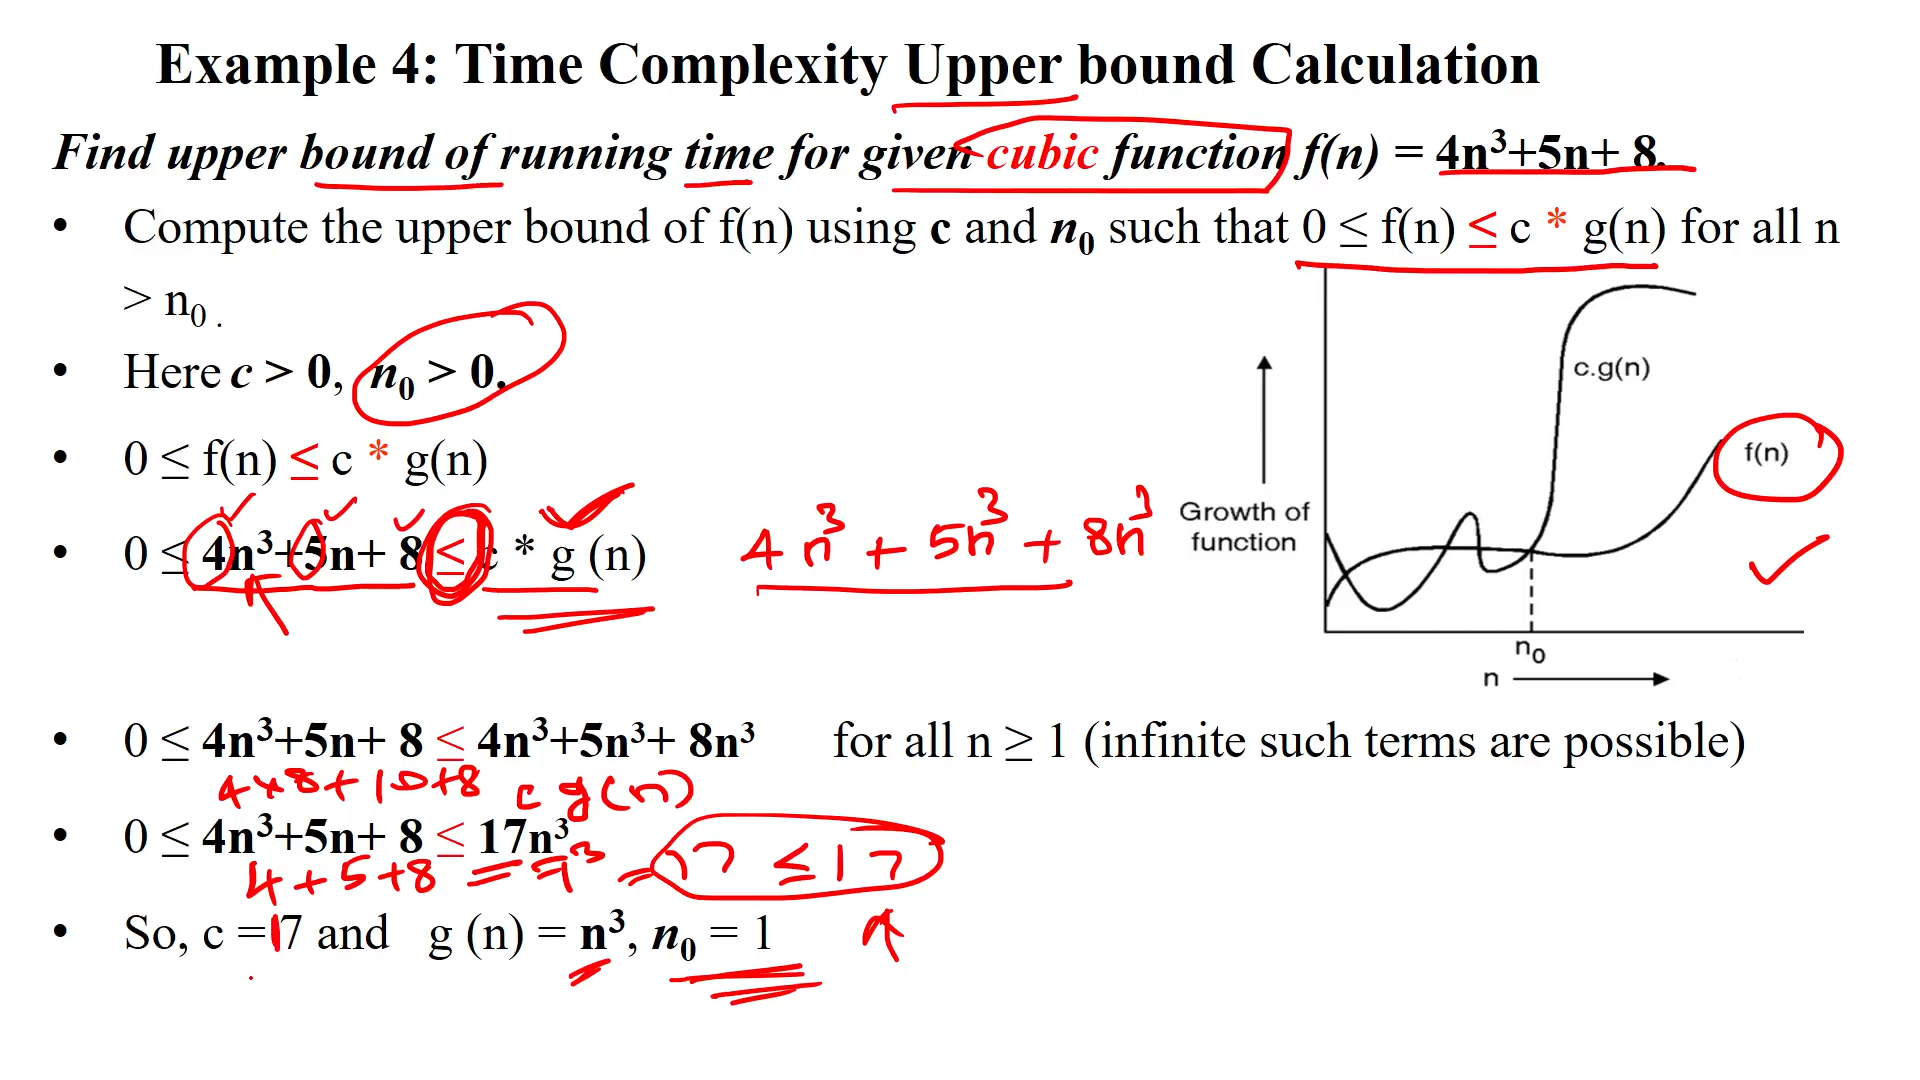 Example 4: Time Complexity Upper bound Calculation
Find upper bound of running time for given cubic function f(n) = 4n³+5n+ 8.
• Compute the upper bound of f(n) using c and n₀ such that 0 ≤ f(n) ≤ c * g(n) for all n
> n₀ .
• Here c > 0, n₀ > 0.
• 0 ≤ f(n) ≤ c * g(n)
c.g(n)
f(n)
• 0 ≤ 4n³+5n+ 8 ≤ c * g (n)
4n³ + 5n³ + 8n³
Growth of
function
n₀
n
• 0 ≤ 4n³+5n+ 8 ≤ 4n³+5n³+ 8n³ for all n ≥ 1 (infinite such terms are possible)
4×8+10+8 c g(n)
• 0 ≤ 4n³+5n+ 8 ≤ 17n³
4+5+8 = 17 ≤ 17
• So, c =17 and g (n) = n³, n₀ = 1